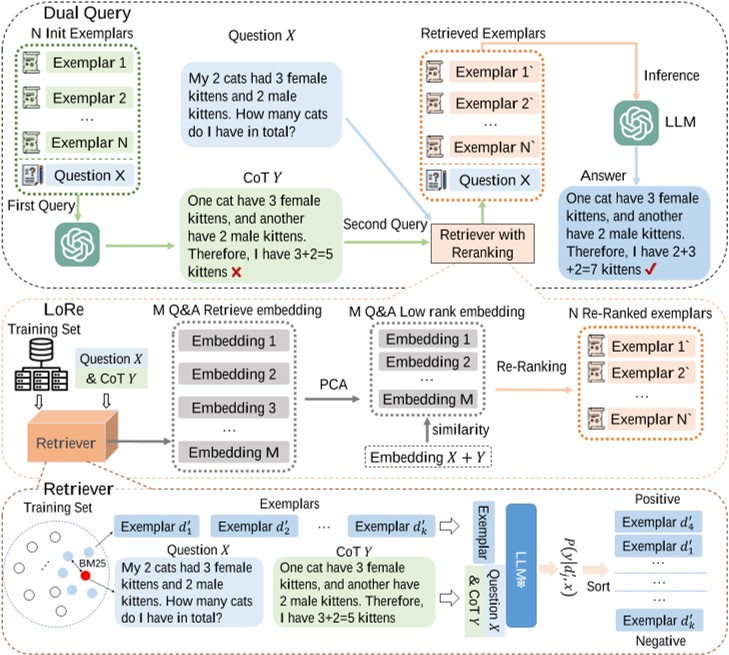 Dual Query
N Init Exemplars
Exemplar 1
Exemplar 2
...
Exemplar N
Question X
First Query
Question X
My 2 cats had 3 female
kittens and 2 male
kittens. How many cats
do I have in total?
CoT Y
One cat have 3 female
kittens, and another
have 2 male kittens.
Therefore, I have 3+2=5
kittens ✗
Second Query
Retrieved Exemplars
Exemplar 1`
Exemplar 2`
...
Exemplar N`
Question X
Retriever with
Reranking
Inference
LLM
Answer
One cat have 3 female
kittens, and another
have 2 male kittens.
Therefore, I have 2+3
+2=7 kittens ✓
LoRe
Training Set
Question X
& CoT Y
Retriever
M Q&A Retrieve embedding
Embedding 1
Embedding 2
Embedding 3
...
Embedding M
PCA
M Q&A Low rank embedding
Embedding 1
Embedding 2
...
Embedding M
similarity
Embedding X + Y
Re-Ranking
N Re-Ranked exemplars
Exemplar 1`
Exemplar 2`
...
Exemplar N`
Retriever
Training Set
BM25
Exemplars
Exemplar d′₁
Exemplar d′₂
...
Exemplar d′ₖ
Question X
My 2 cats had 3 female
kittens and 2 male
kittens. How many cats
do I have in total?
CoT Y
One cat have 3 female
kittens, and another have
2 male kittens. Therefore,
I have 3+2=5 kittens
Exemplar
Question X
& CoT Y
LLM
P(y|d′ⱼ, x)
Sort
Positive
Exemplar d′₄
Exemplar d′₁
...
...
Exemplar d′ₖ
Negative